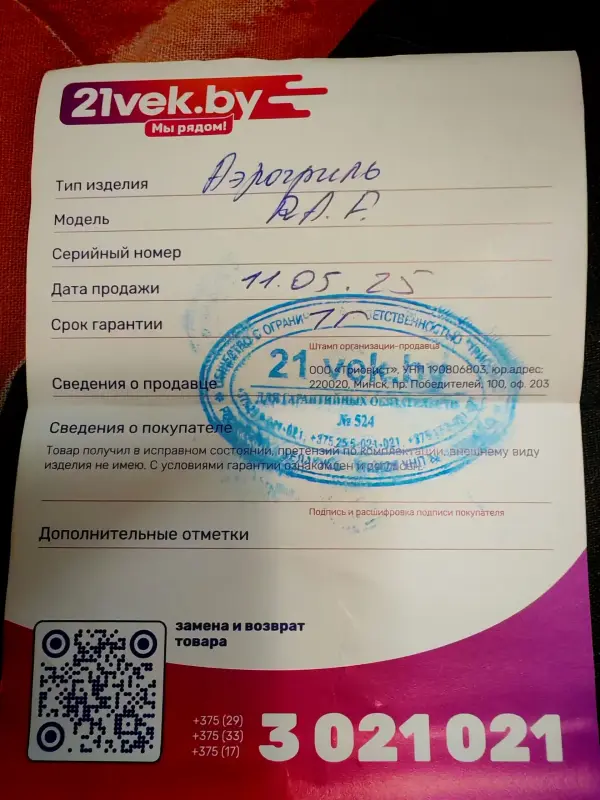 21vek.by
Мы рядом!
Тип изделия Аэрогриль
Модель R.A.F.
Серийный номер
Дата продажи 11.05.25
Срок гарантии 1г
Штамп организации-продавца
Сведения о продавце ООО «Триовист», УНП 190806803, юр.адрес:
220020, Минск, пр. Победителей, 100, оф. 203
21 vek.by
ДЛЯ ГАРАНТИЙНЫХ ОБЯЗАТЕЛЬСТВ
№ 524
Сведения о покупателе
Товар получил в исправном состоянии, претензий по комплектации, внешнему виду
изделия не имею. С условиями гарантии ознакомлен и согласен.
Подпись и расшифровка подписи покупателя
Дополнительные отметки
замена и возврат
товара
+375 (29)
+375 (33)
+375 (17)
3 021 021